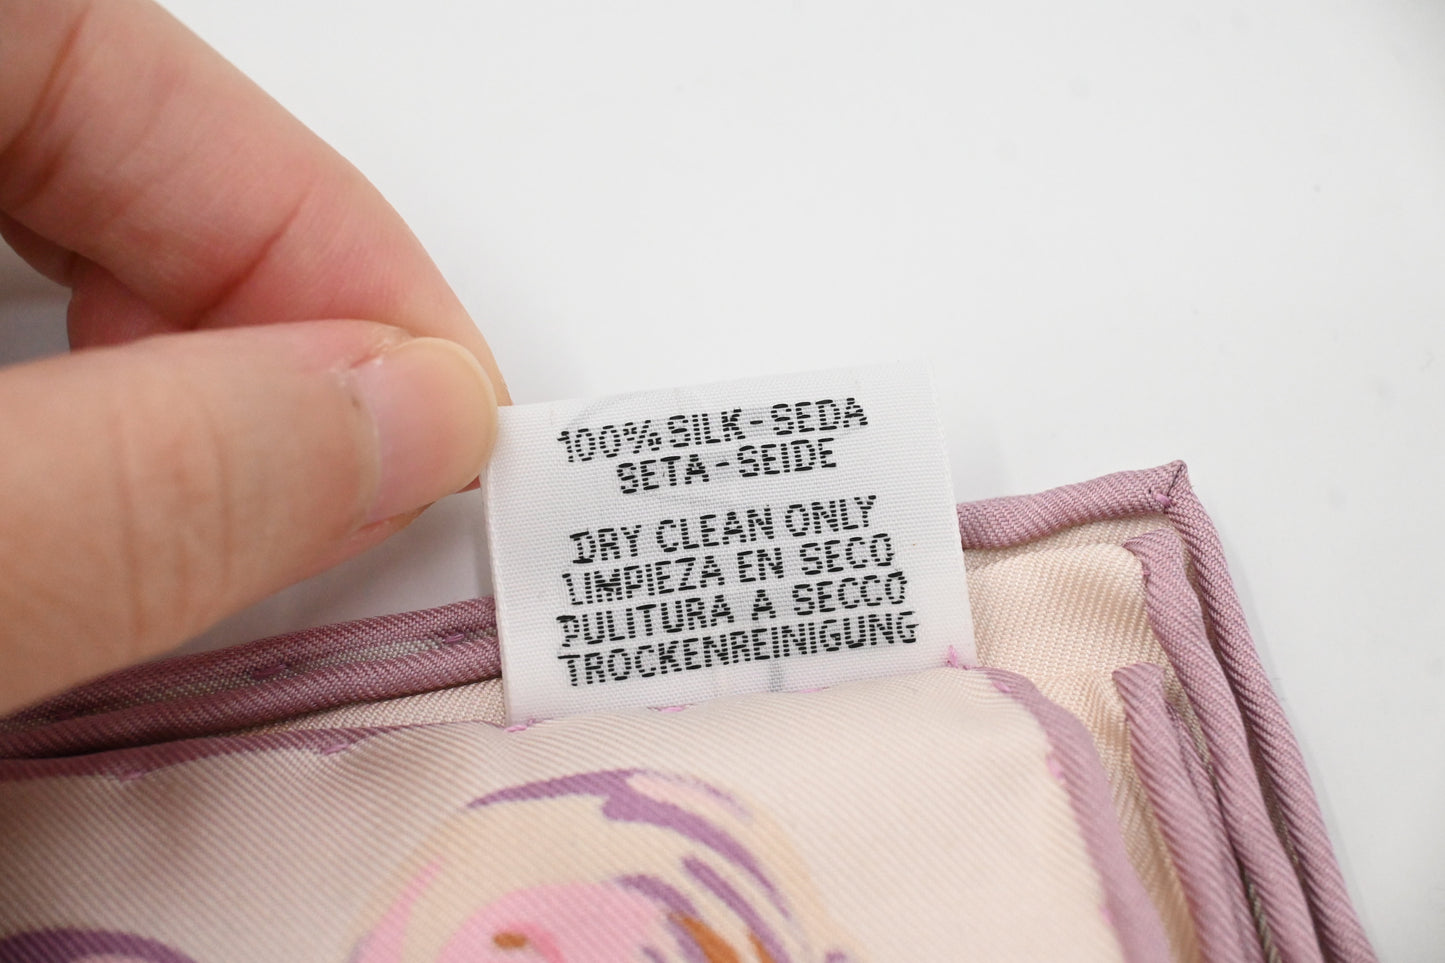 100% SILK-SEDA
SETA-SEIDE
DRY CLEAN ONLY
LIMPIEZA EN SECO
PULITURA A SECCO
TROCKENREINIGUNG